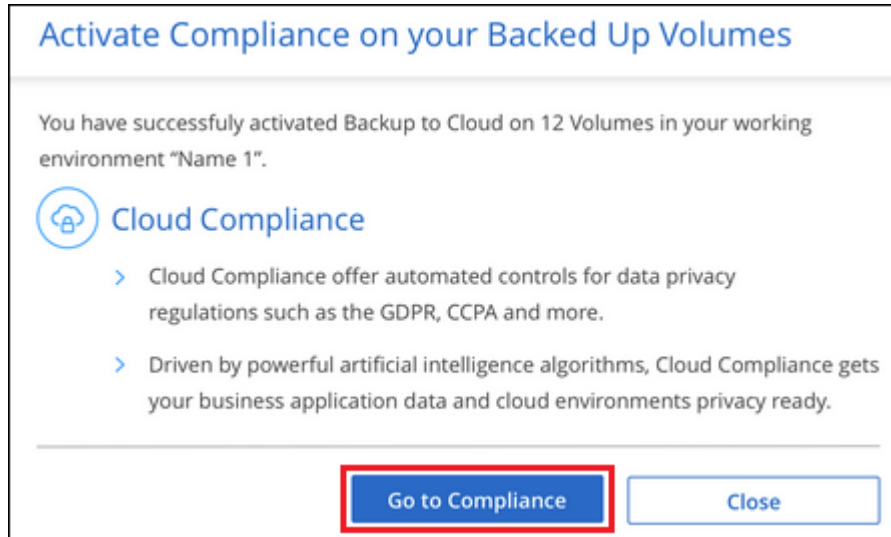 Activate Compliance on your Backed Up Volumes
You have successfuly activated Backup to Cloud on 12 Volumes in your working
environment “Name 1”.
Cloud Compliance
Cloud Compliance offer automated controls for data privacy
regulations such as the GDPR, CCPA and more.
Driven by powerful artificial intelligence algorithms, Cloud Compliance gets
your business application data and cloud environments privacy ready.
Go to Compliance
Close